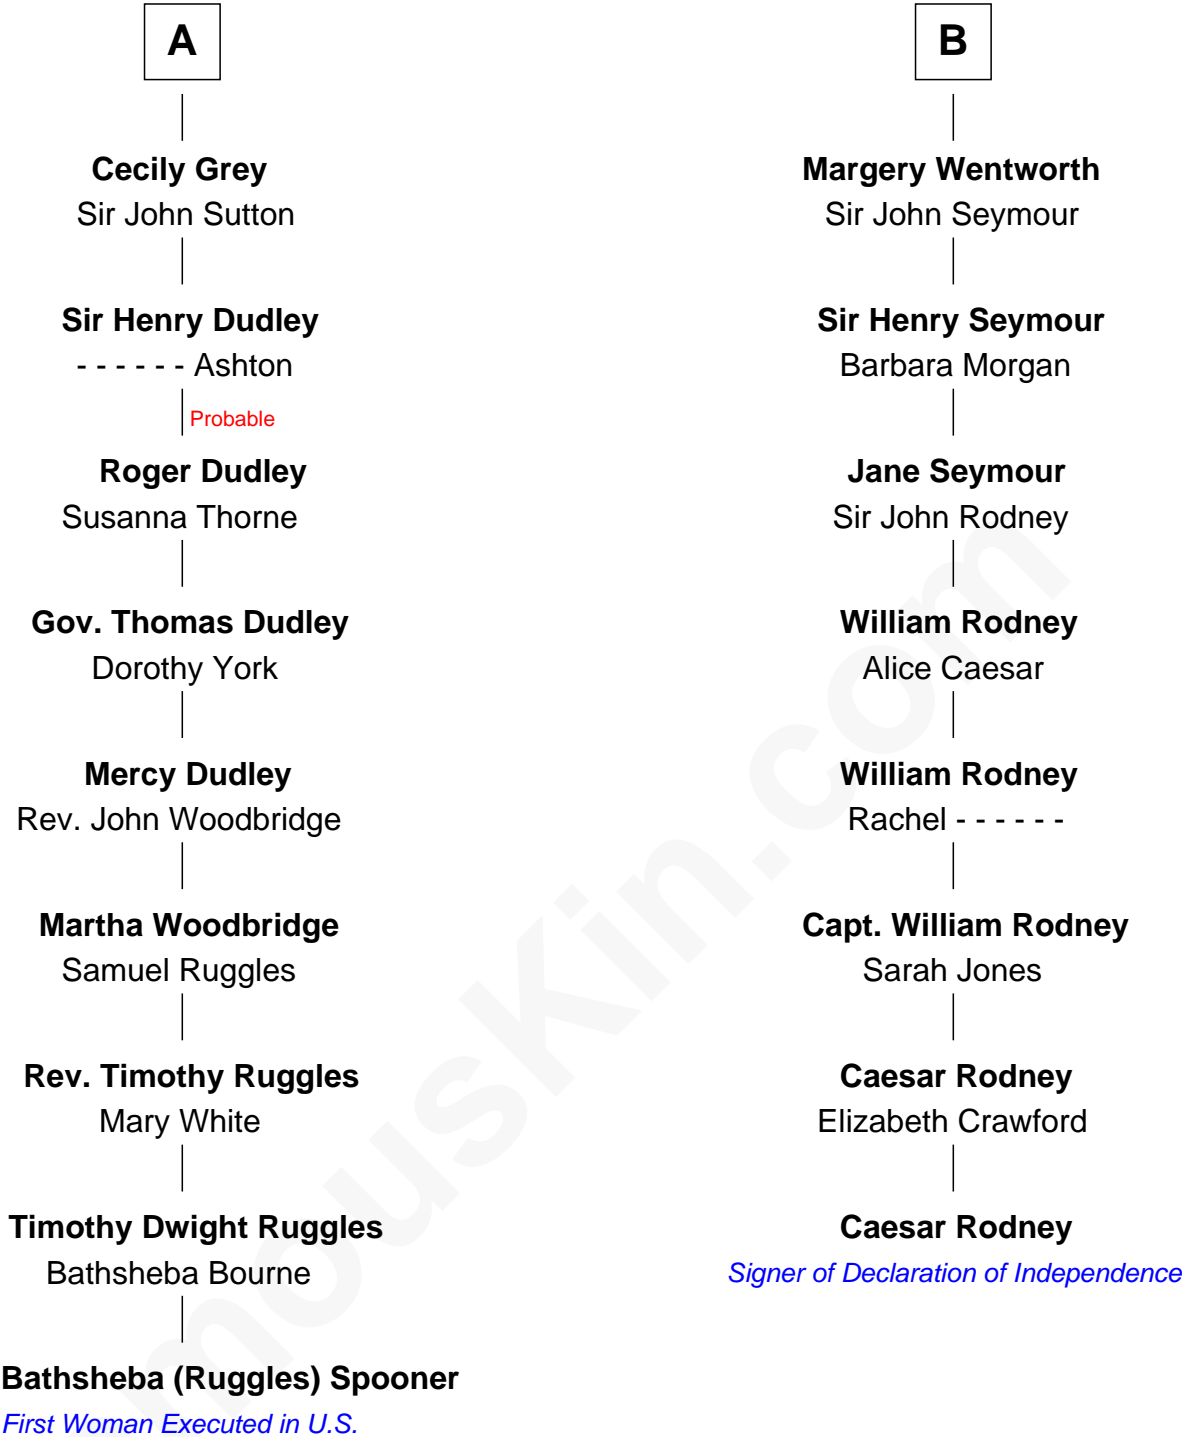 A
Cecily Grey
Sir John Sutton
Sir Henry Dudley
- - - - - - Ashton
Probable
Roger Dudley
Susanna Thorne
Gov. Thomas Dudley
Dorothy York
Mercy Dudley
Rev. John Woodbridge
Martha Woodbridge
Samuel Ruggles
Rev. Timothy Ruggles
Mary White
Timothy Dwight Ruggles
Bathsheba Bourne
Bathsheba (Ruggles) Spooner
First Woman Executed in U.S.
B
Margery Wentworth
Sir John Seymour
Sir Henry Seymour
Barbara Morgan
Jane Seymour
Sir John Rodney
William Rodney
Alice Caesar
William Rodney
Rachel - - - - - -
Capt. William Rodney
Sarah Jones
Caesar Rodney
Elizabeth Crawford
Caesar Rodney
Signer of Declaration of Independence
mousKin.com